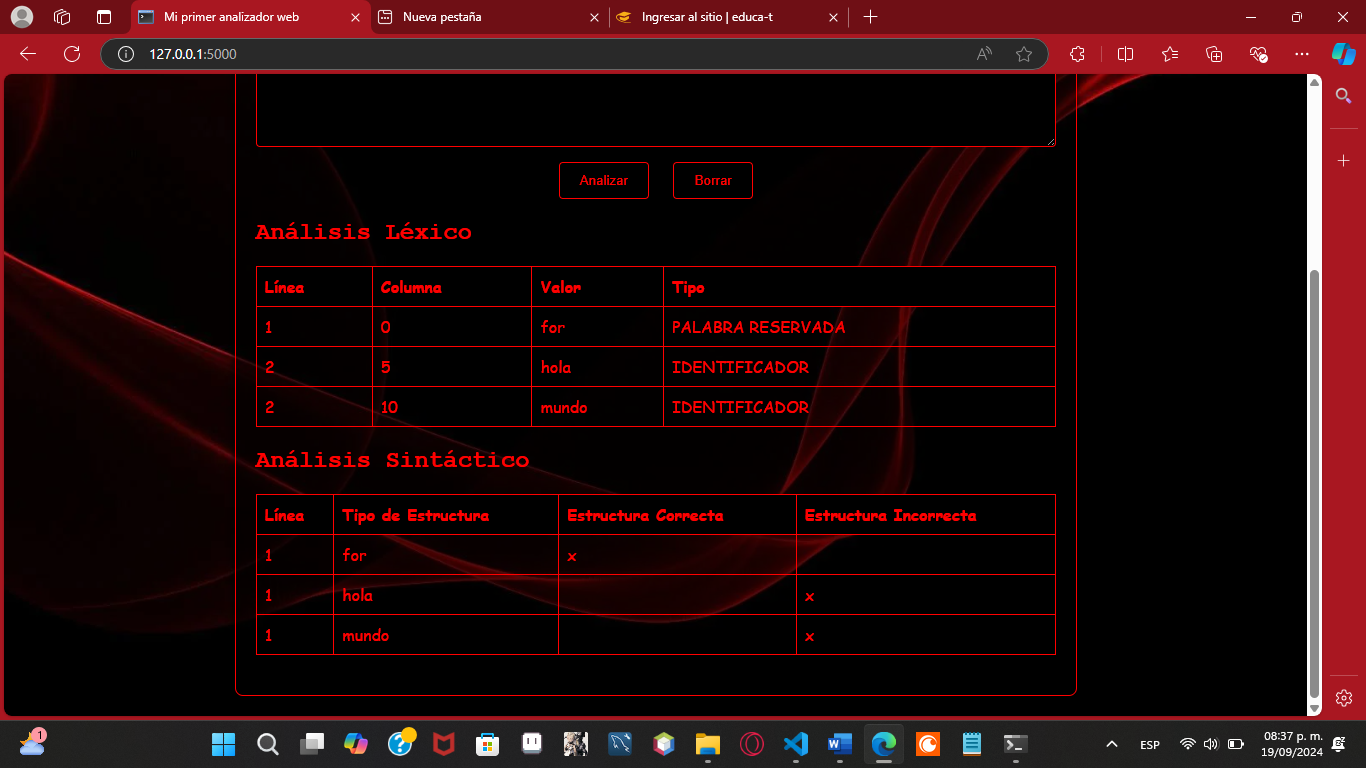 Mi primer analizador web
Nueva pestaña
Ingresar al sitio | educa-t
127.0.0.1:5000
Analizar Borrar
Análisis Léxico
Línea Columna Valor Tipo
1 0 for PALABRA RESERVADA
2 5 hola IDENTIFICADOR
2 10 mundo IDENTIFICADOR
Análisis Sintáctico
Línea Tipo de Estructura Estructura Correcta Estructura Incorrecta
1 for x
1 hola x
1 mundo x
1
ESP
08:37 p. m.
19/09/2024